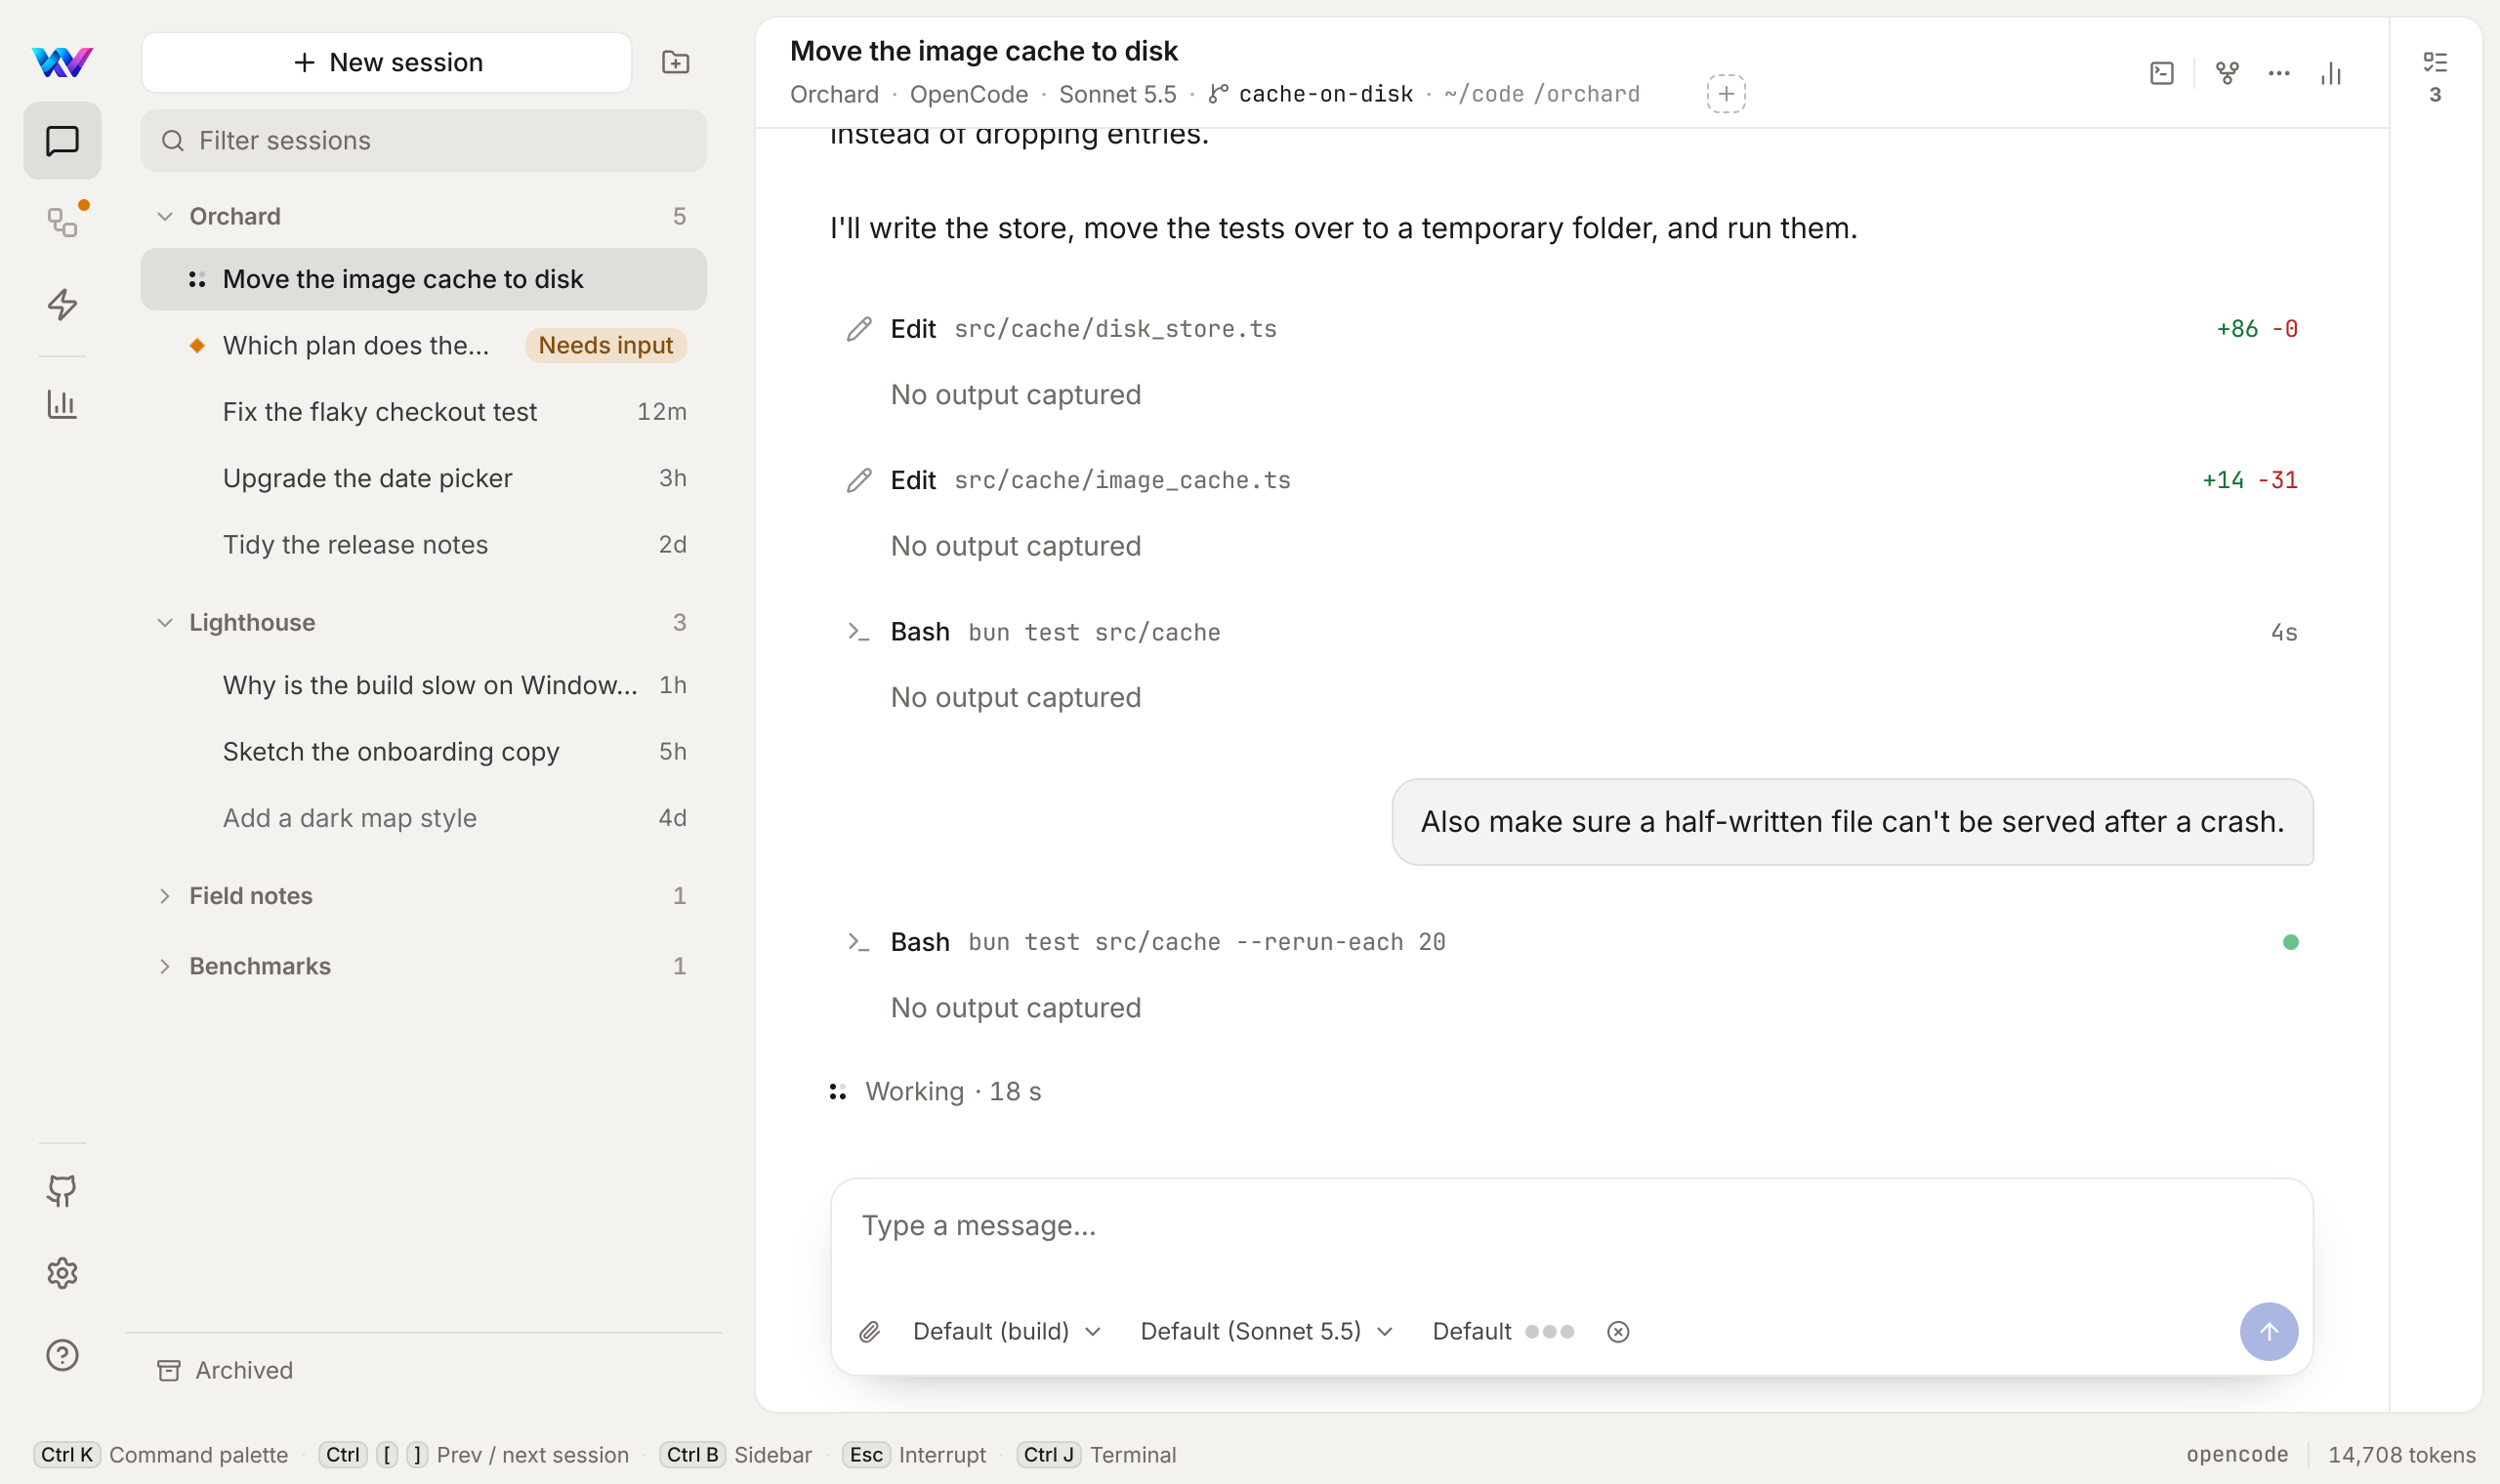 New session
Filter sessions
Orchard 5
Move the image cache to disk
Which plan does the... Needs input
Fix the flaky checkout test 12m
Upgrade the date picker 3h
Tidy the release notes 2d
Lighthouse 3
Why is the build slow on Window... 1h
Sketch the onboarding copy 5h
Add a dark map style 4d
Field notes 1
Benchmarks 1
Archived
Move the image cache to disk
Orchard · OpenCode · Sonnet 5.5 · cache-on-disk · ~/code/orchard
3
instead of dropping entries.
I'll write the store, move the tests over to a temporary folder, and run them.
Edit src/cache/disk_store.ts +86 -0
No output captured
Edit src/cache/image_cache.ts +14 -31
No output captured
Bash bun test src/cache 4s
No output captured
Also make sure a half-written file can't be served after a crash.
Bash bun test src/cache --rerun-each 20
No output captured
Working · 18 s
Type a message...
Default (build) Default (Sonnet 5.5) Default
Ctrl K Command palette · Ctrl [ ] Prev / next session · Ctrl B Sidebar · Esc Interrupt · Ctrl J Terminal
opencode 14,708 tokens